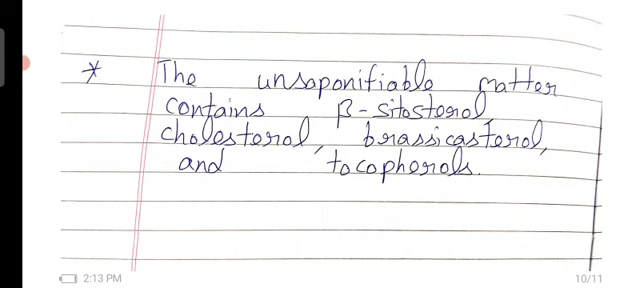 * The unsaponifiable matter
contains β-sitosterol,
cholesterol, brassicasterol,
and tocopherols.
2:13 PM 10/11